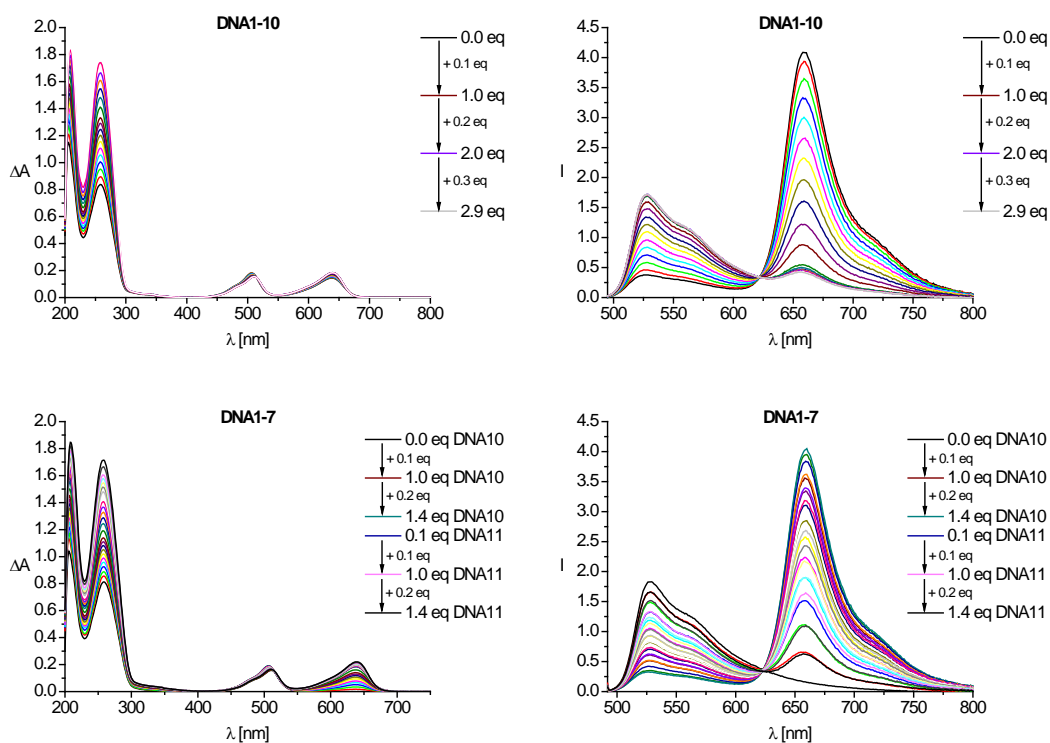 DNA1-10
2.0
1.8
1.6
1.4
1.2
1.0
0.8
0.6
0.4
0.2
0.0
ΔA
200 300 400 500 600 700 800
λ [nm]
0.0 eq
+ 0.1 eq
1.0 eq
+ 0.2 eq
2.0 eq
+ 0.3 eq
2.9 eq
DNA1-10
4.5
4.0
3.5
3.0
2.5
2.0
1.5
1.0
0.5
0.0
I
500 550 600 650 700 750 800
λ [nm]
0.0 eq
+ 0.1 eq
1.0 eq
+ 0.2 eq
2.0 eq
+ 0.3 eq
2.9 eq
DNA1-7
2.0
1.8
1.6
1.4
1.2
1.0
0.8
0.6
0.4
0.2
0.0
ΔA
200 300 400 500 600 700
λ [nm]
0.0 eq DNA10
+ 0.1 eq
1.0 eq DNA10
+ 0.2 eq
1.4 eq DNA10
0.1 eq DNA11
+ 0.1 eq
1.0 eq DNA11
+ 0.2 eq
1.4 eq DNA11
DNA1-7
4.5
4.0
3.5
3.0
2.5
2.0
1.5
1.0
0.5
0.0
I
500 550 600 650 700 750 800
λ [nm]
0.0 eq DNA10
+ 0.1 eq
1.0 eq DNA10
+ 0.2 eq
1.4 eq DNA10
0.1 eq DNA11
+ 0.1 eq
1.0 eq DNA11
+ 0.2 eq
1.4 eq DNA11